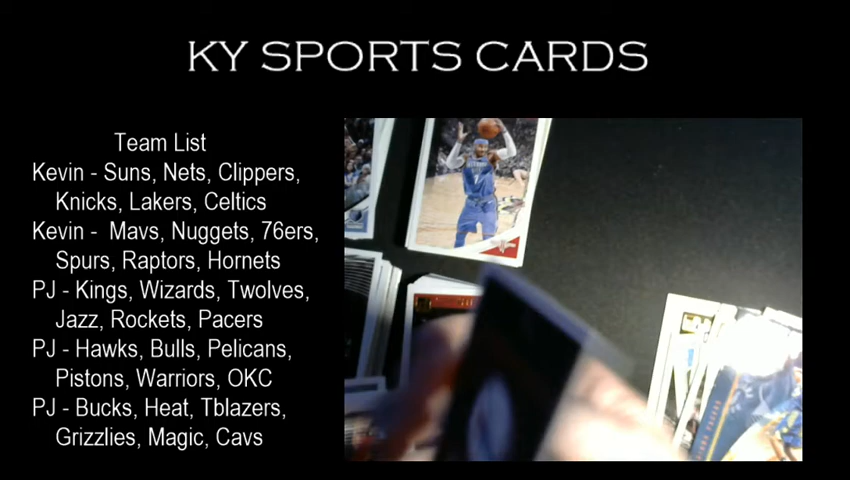 KY SPORTS CARDS
Team List
Kevin - Suns, Nets, Clippers,
Knicks, Lakers, Celtics
Kevin - Mavs, Nuggets, 76ers,
Spurs, Raptors, Hornets
PJ - Kings, Wizards, Twolves,
Jazz, Rockets, Pacers
PJ - Hawks, Bulls, Pelicans,
Pistons, Warriors, OKC
PJ - Bucks, Heat, Tblazers,
Grizzlies, Magic, Cavs
7